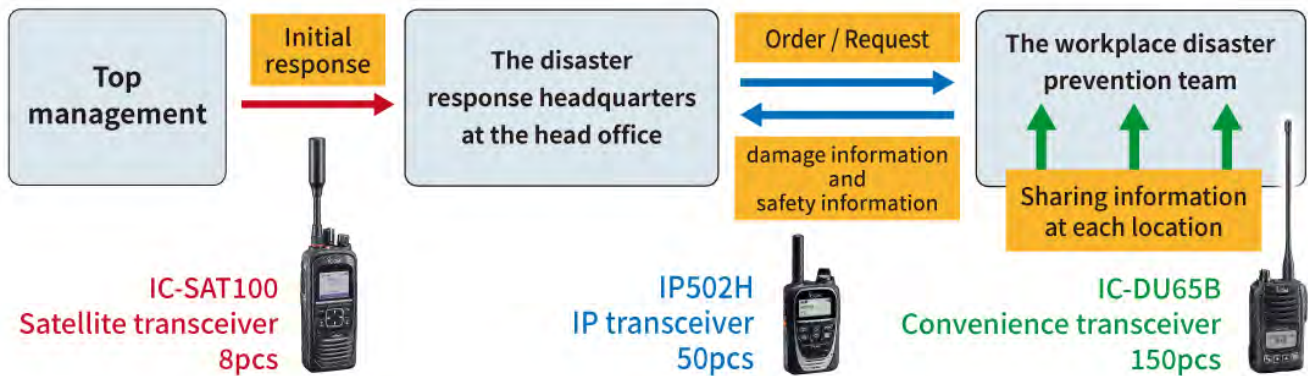 Top
management
Initial
response
The disaster
response headquarters
at the head office
Order / Request
damage information
and
safety information
The workplace disaster
prevention team
Sharing information
at each location
IC-SAT100
Satellite transceiver
8pcs
IP502H
IP transceiver
50pcs
IC-DU65B
Convenience transceiver
150pcs